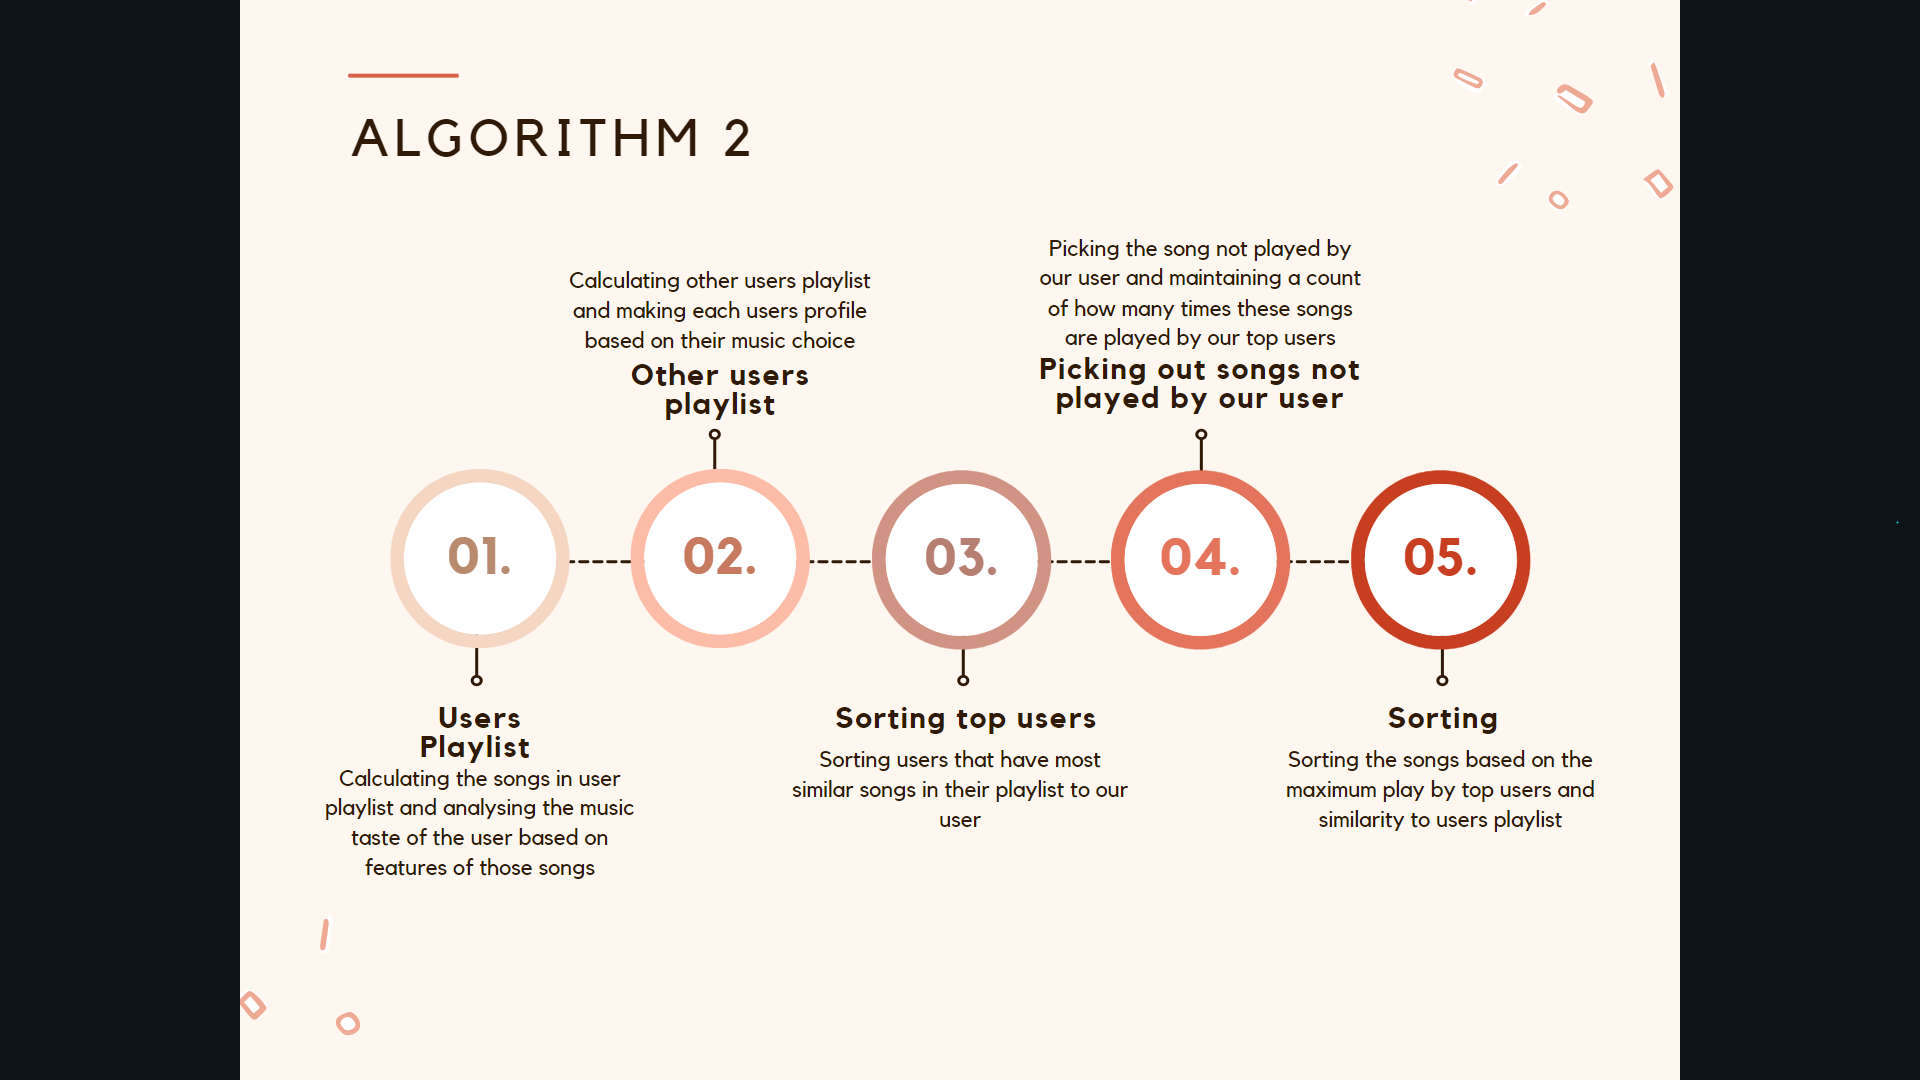 ALGORITHM 2
Calculating other users playlist
and making each users profile
based on their music choice
Other users
playlist
Picking the song not played by
our user and maintaining a count
of how many times these songs
are played by our top users
Picking out songs not
played by our user
01.
02.
03.
04.
05.
Users
Playlist
Calculating the songs in user
playlist and analysing the music
taste of the user based on
features of those songs
Sorting top users
Sorting users that have most
similar songs in their playlist to our
user
Sorting
Sorting the songs based on the
maximum play by top users and
similarity to users playlist